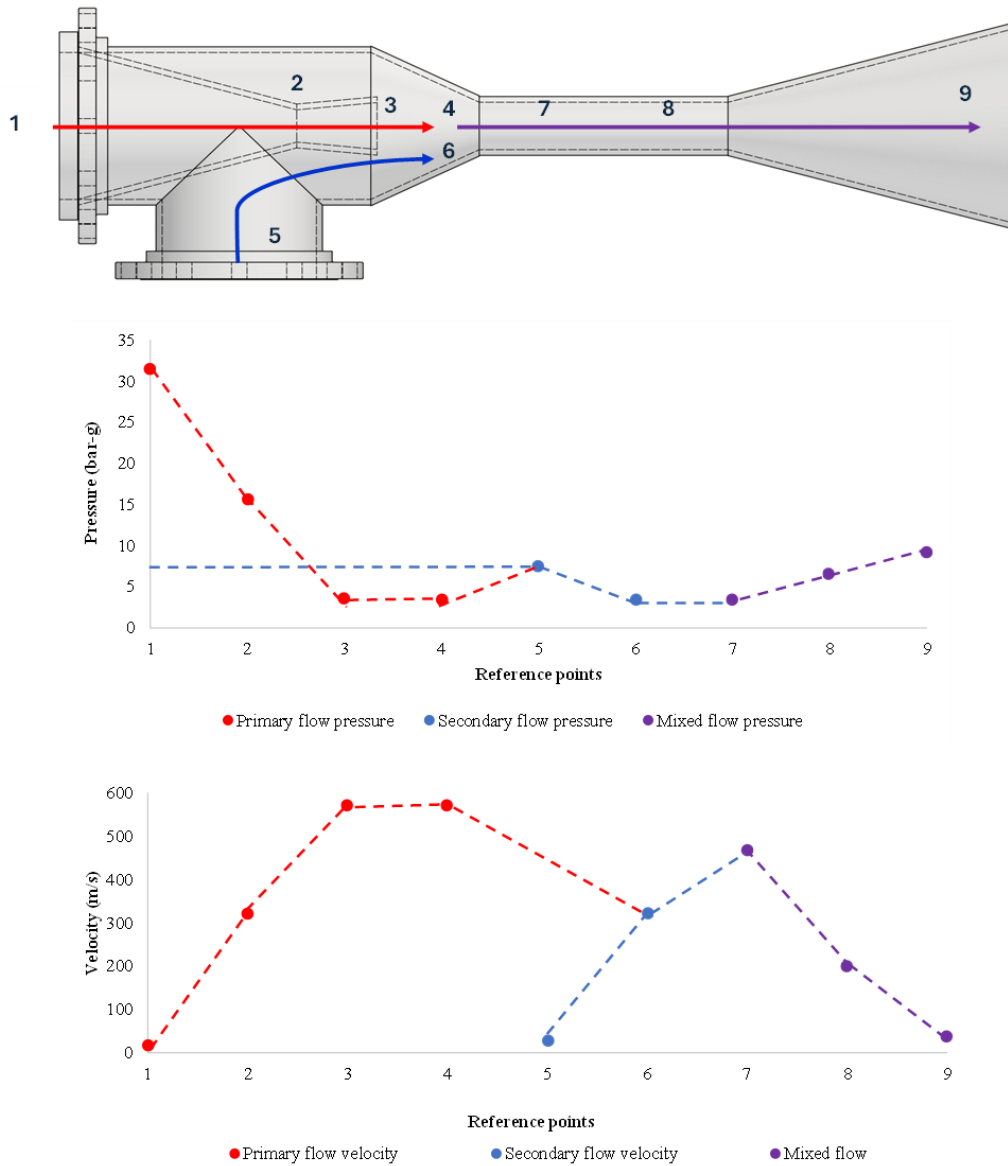 1 2 3 4 5 6 7 8 9
35
30
25
20
15
10
5
0
Pressure (bar-g)
1 2 3 4 5 6 7 8 9
Reference points
Primary flow pressure Secondary flow pressure Mixed flow pressure
600
500
400
300
200
100
0
Velocity (m/s)
1 2 3 4 5 6 7 8 9
Reference points
Primary flow velocity Secondary flow velocity Mixed flow